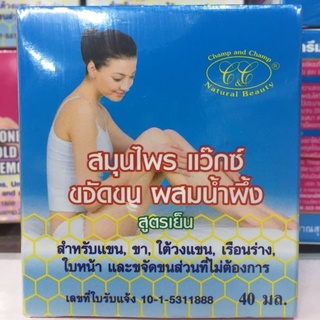 Champ and Champ
C&C
Natural Beauty
สมุนไพร แว๊กซ์
ขจัดขน ผสมน้ำผึ้ง
สูตรเย็น
สำหรับแขน, ขา, ใต้วงแขน, เรือนร่าง,
ใบหน้า และขจัดขนส่วนที่ไม่ต้องการ
เลขที่ใบรับแจ้ง 10-1-5311888
40 มล.